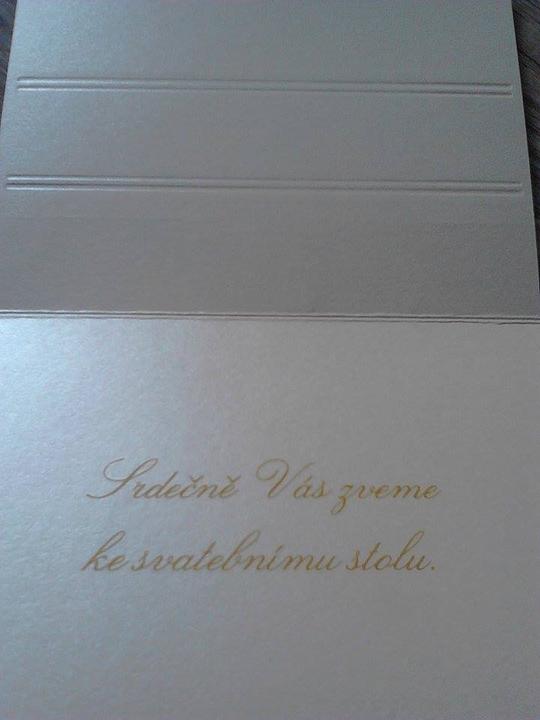 Srdečně Vás zveme
ke svatebnímu stolu.